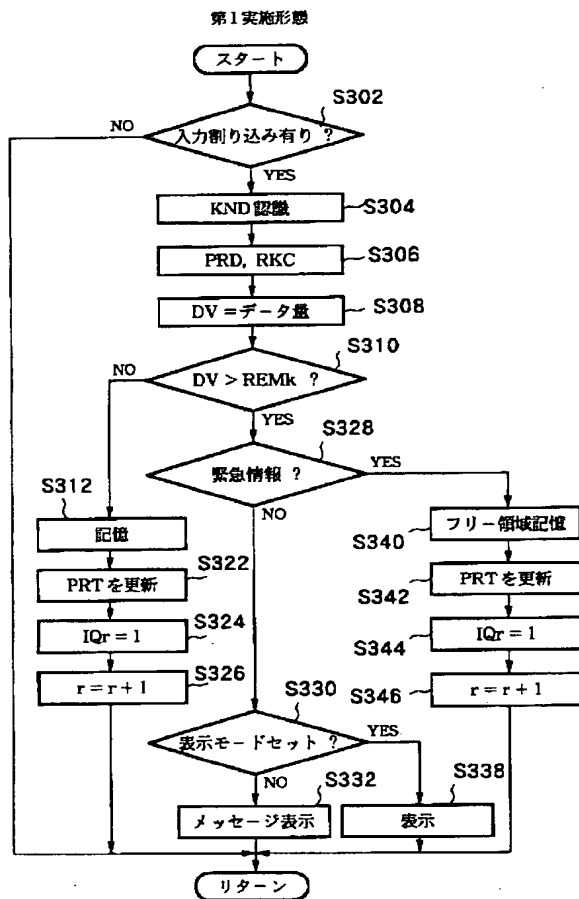 第1実施形態
スタート
S302
NO
入力割り込み有り ?
YES
KND 認識
S304
PRD, RKC
S306
DV = データ量
S308
S310
NO
DV > REMk ?
YES
S328
緊急情報 ?
YES
NO
S312
記憶
フリー領域記憶
S340
PRTを更新
S322
PRTを更新
S342
IQr = 1
S324
IQr = 1
S344
r = r + 1
S326
r = r + 1
S346
S330
表示モードセット ?
YES
NO
S332
S338
メッセージ表示
表示
リターン